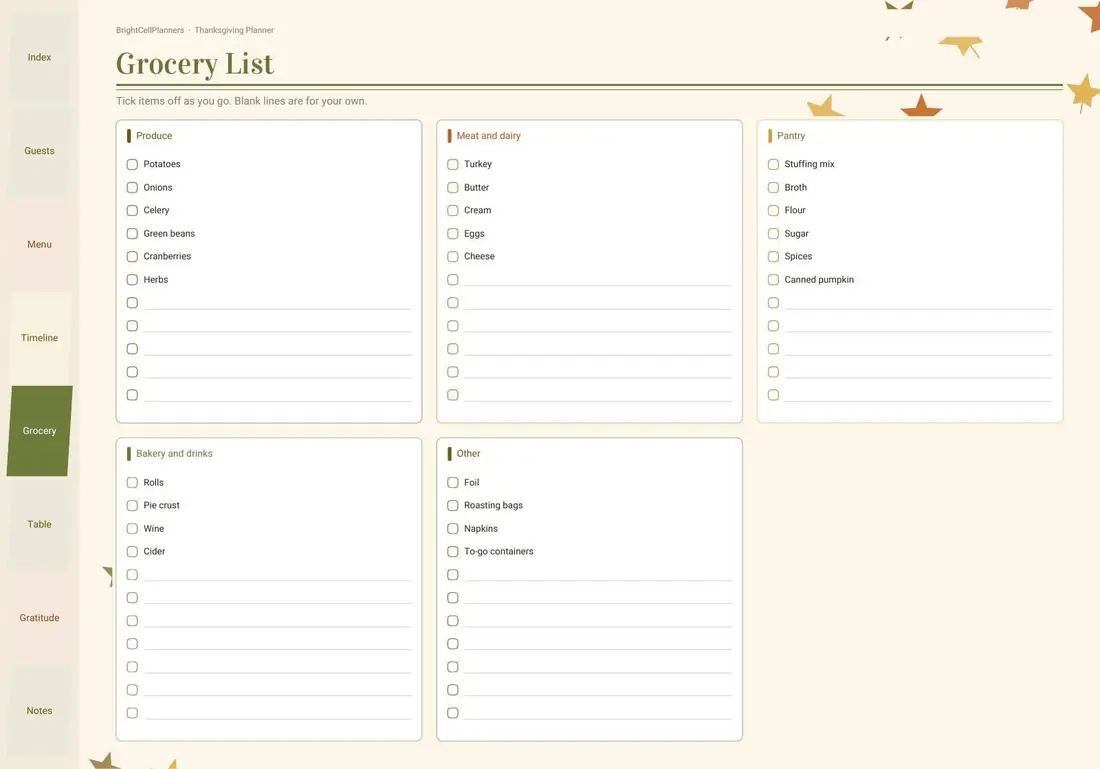 BrightCellPlanners · Thanksgiving Planner
Grocery List
Tick items off as you go. Blank lines are for your own.
Index
Guests
Menu
Timeline
Grocery
Table
Gratitude
Notes
Produce
Potatoes
Onions
Celery
Green beans
Cranberries
Herbs
Meat and dairy
Turkey
Butter
Cream
Eggs
Cheese
Pantry
Stuffing mix
Broth
Flour
Sugar
Spices
Canned pumpkin
Bakery and drinks
Rolls
Pie crust
Wine
Cider
Other
Foil
Roasting bags
Napkins
To-go containers